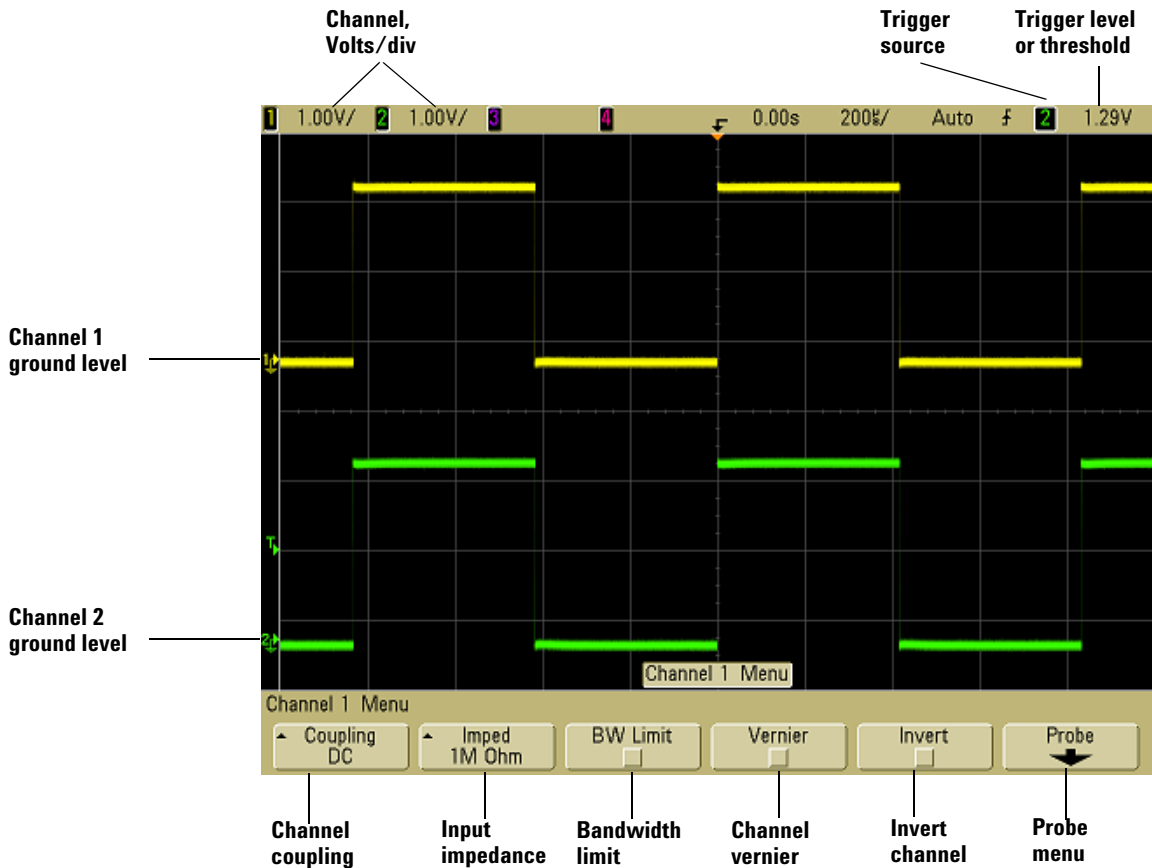 Channel,
Volts/div
Trigger
source
Trigger level
or threshold
1 1.00V/ 2 1.00V/ 3 4 0.00s 200㎲/ Auto 2 1.29V
Channel 1
ground level
1
T
Channel 2
ground level
2
Channel 1 Menu
Channel 1 Menu
Coupling
DC
Imped
1M Ohm
BW Limit
Vernier
Invert
Probe
Channel
coupling
Input
impedance
Bandwidth
limit
Channel
vernier
Invert
channel
Probe
menu